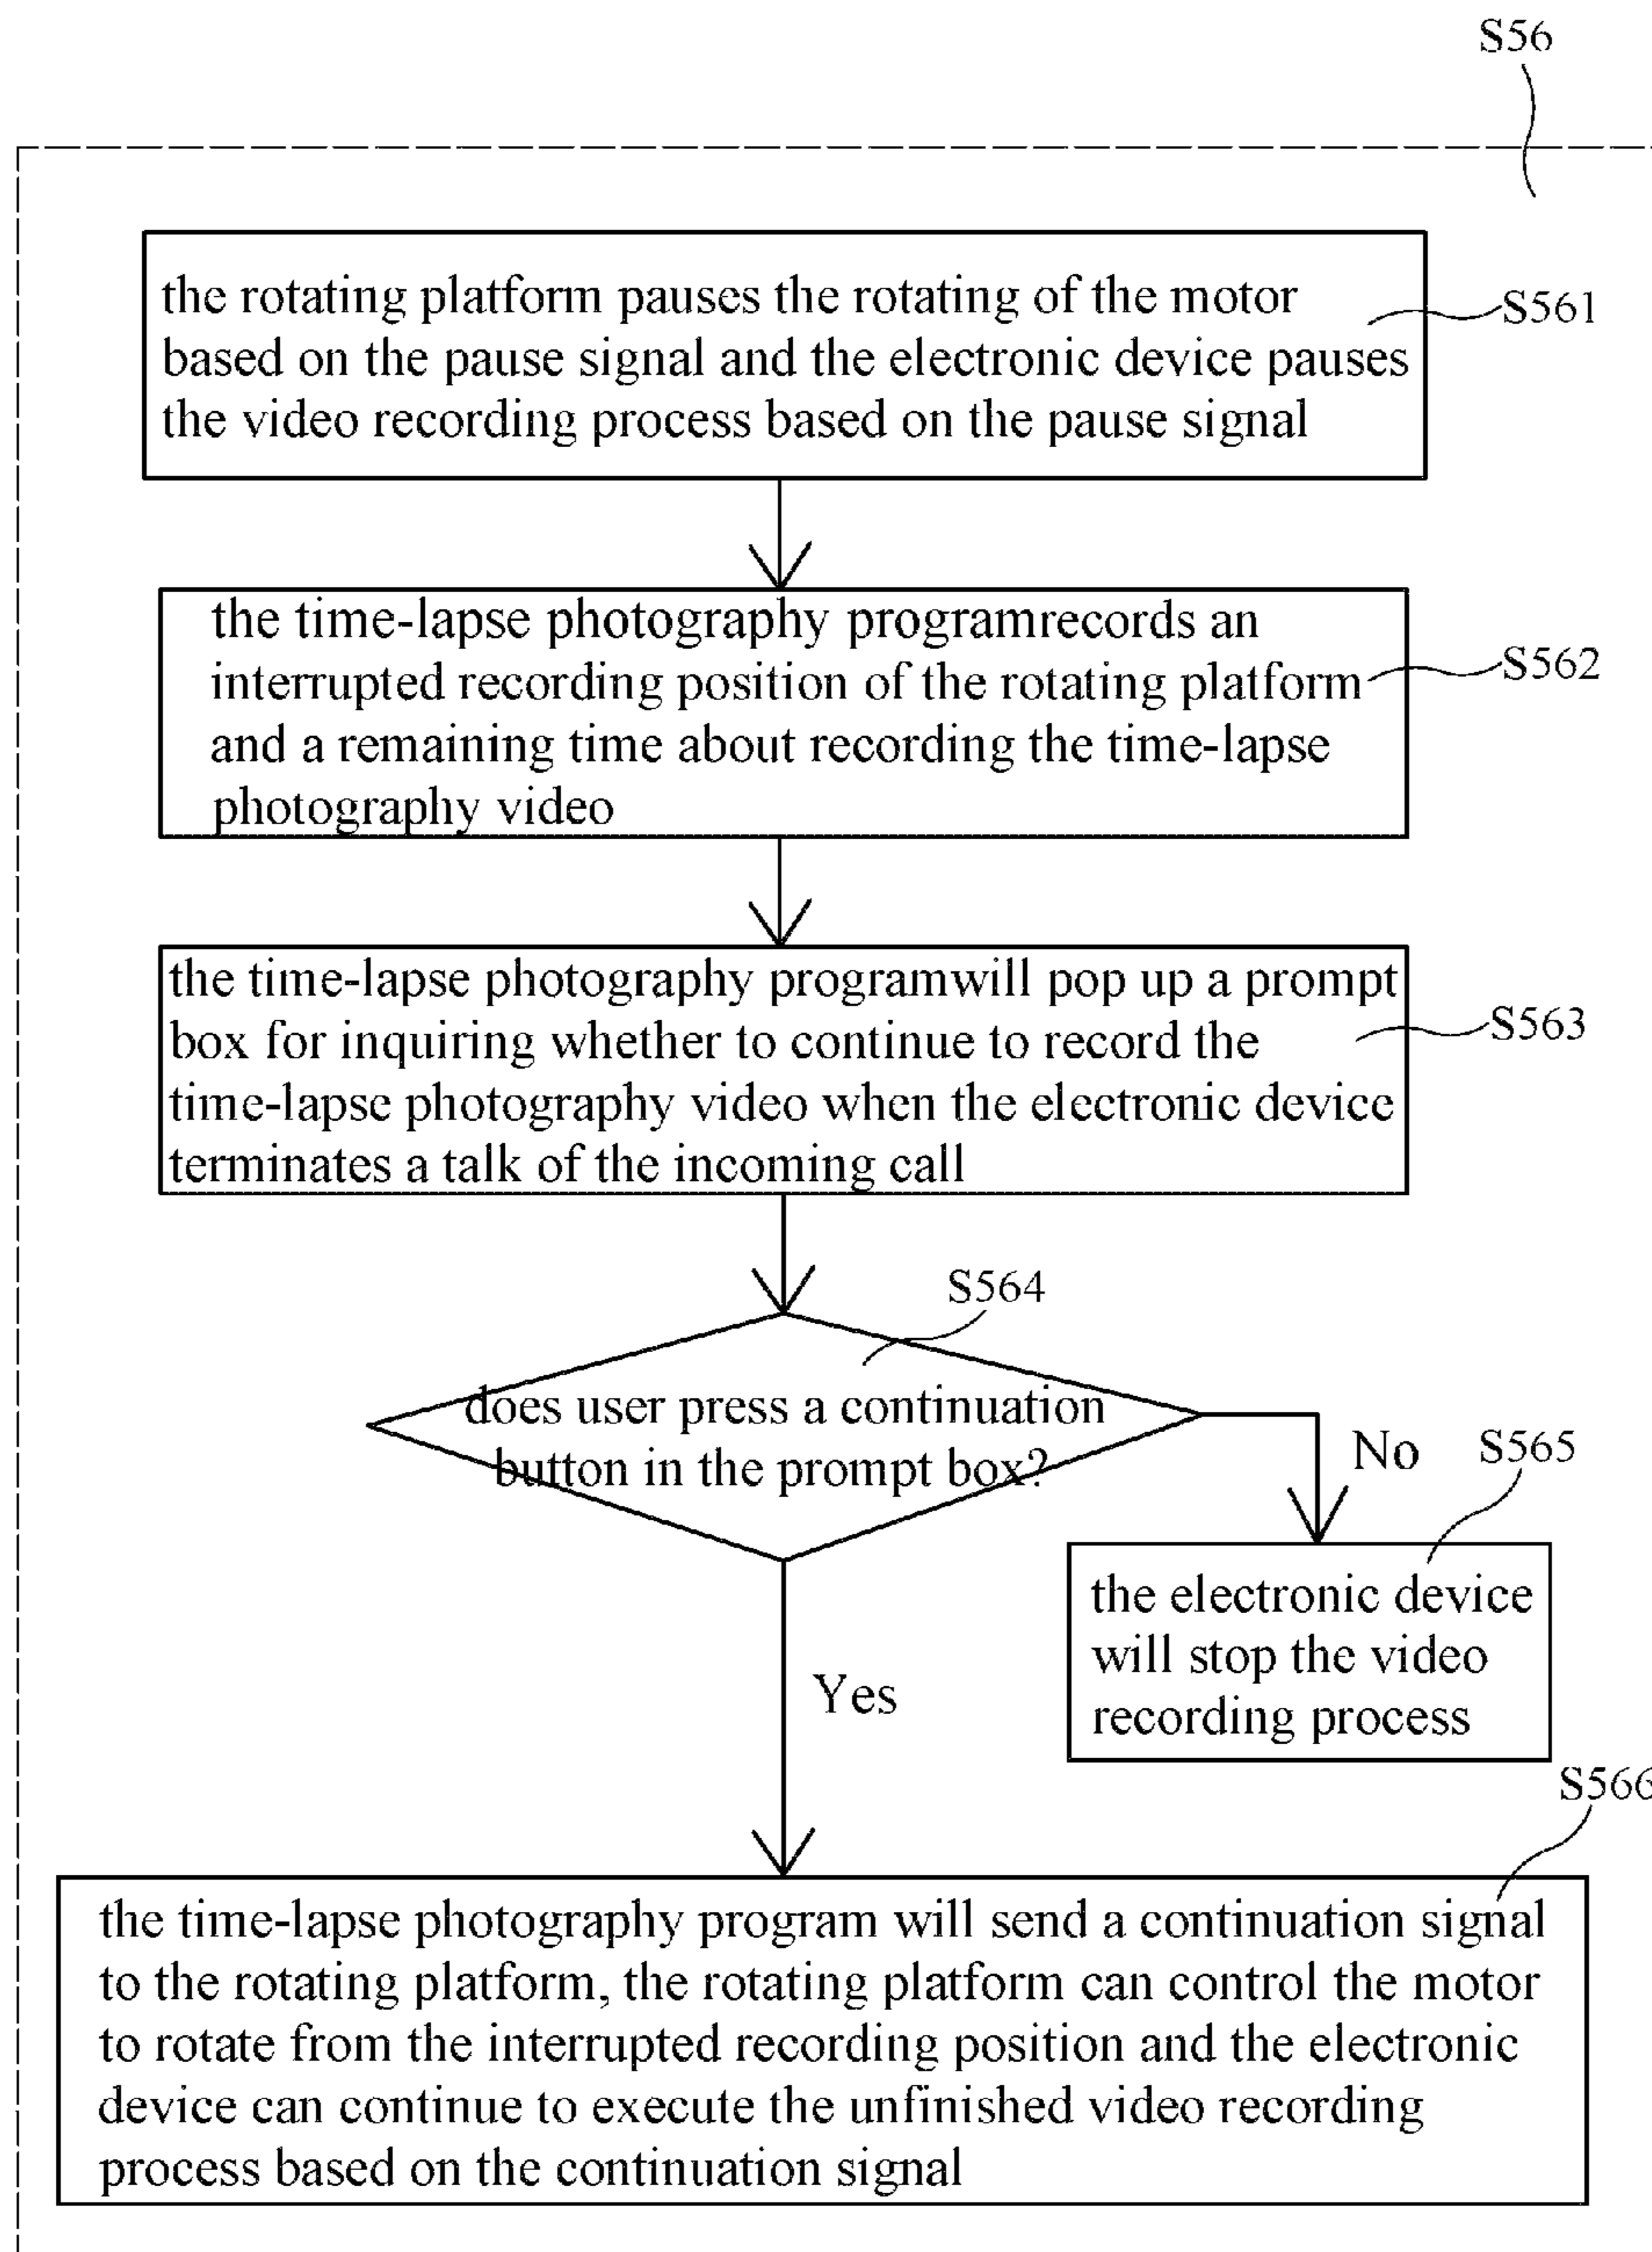 S56
the rotating platform pauses the rotating of the motor
based on the pause signal and the electronic device pauses
the video recording process based on the pause signal
S561
the time-lapse photography programrecords an
interrupted recording position of the rotating platform
and a remaining time about recording the time-lapse
photography video
S562
the time-lapse photography programwill pop up a prompt
box for inquiring whether to continue to record the
time-lapse photography video when the electronic device
terminates a talk of the incoming call
S563
S564
does user press a continuation
button in the prompt box?
No
S565
the electronic device
will stop the video
recording process
Yes
S566
the time-lapse photography program will send a continuation signal
to the rotating platform, the rotating platform can control the motor
to rotate from the interrupted recording position and the electronic
device can continue to execute the unfinished video recording
process based on the continuation signal